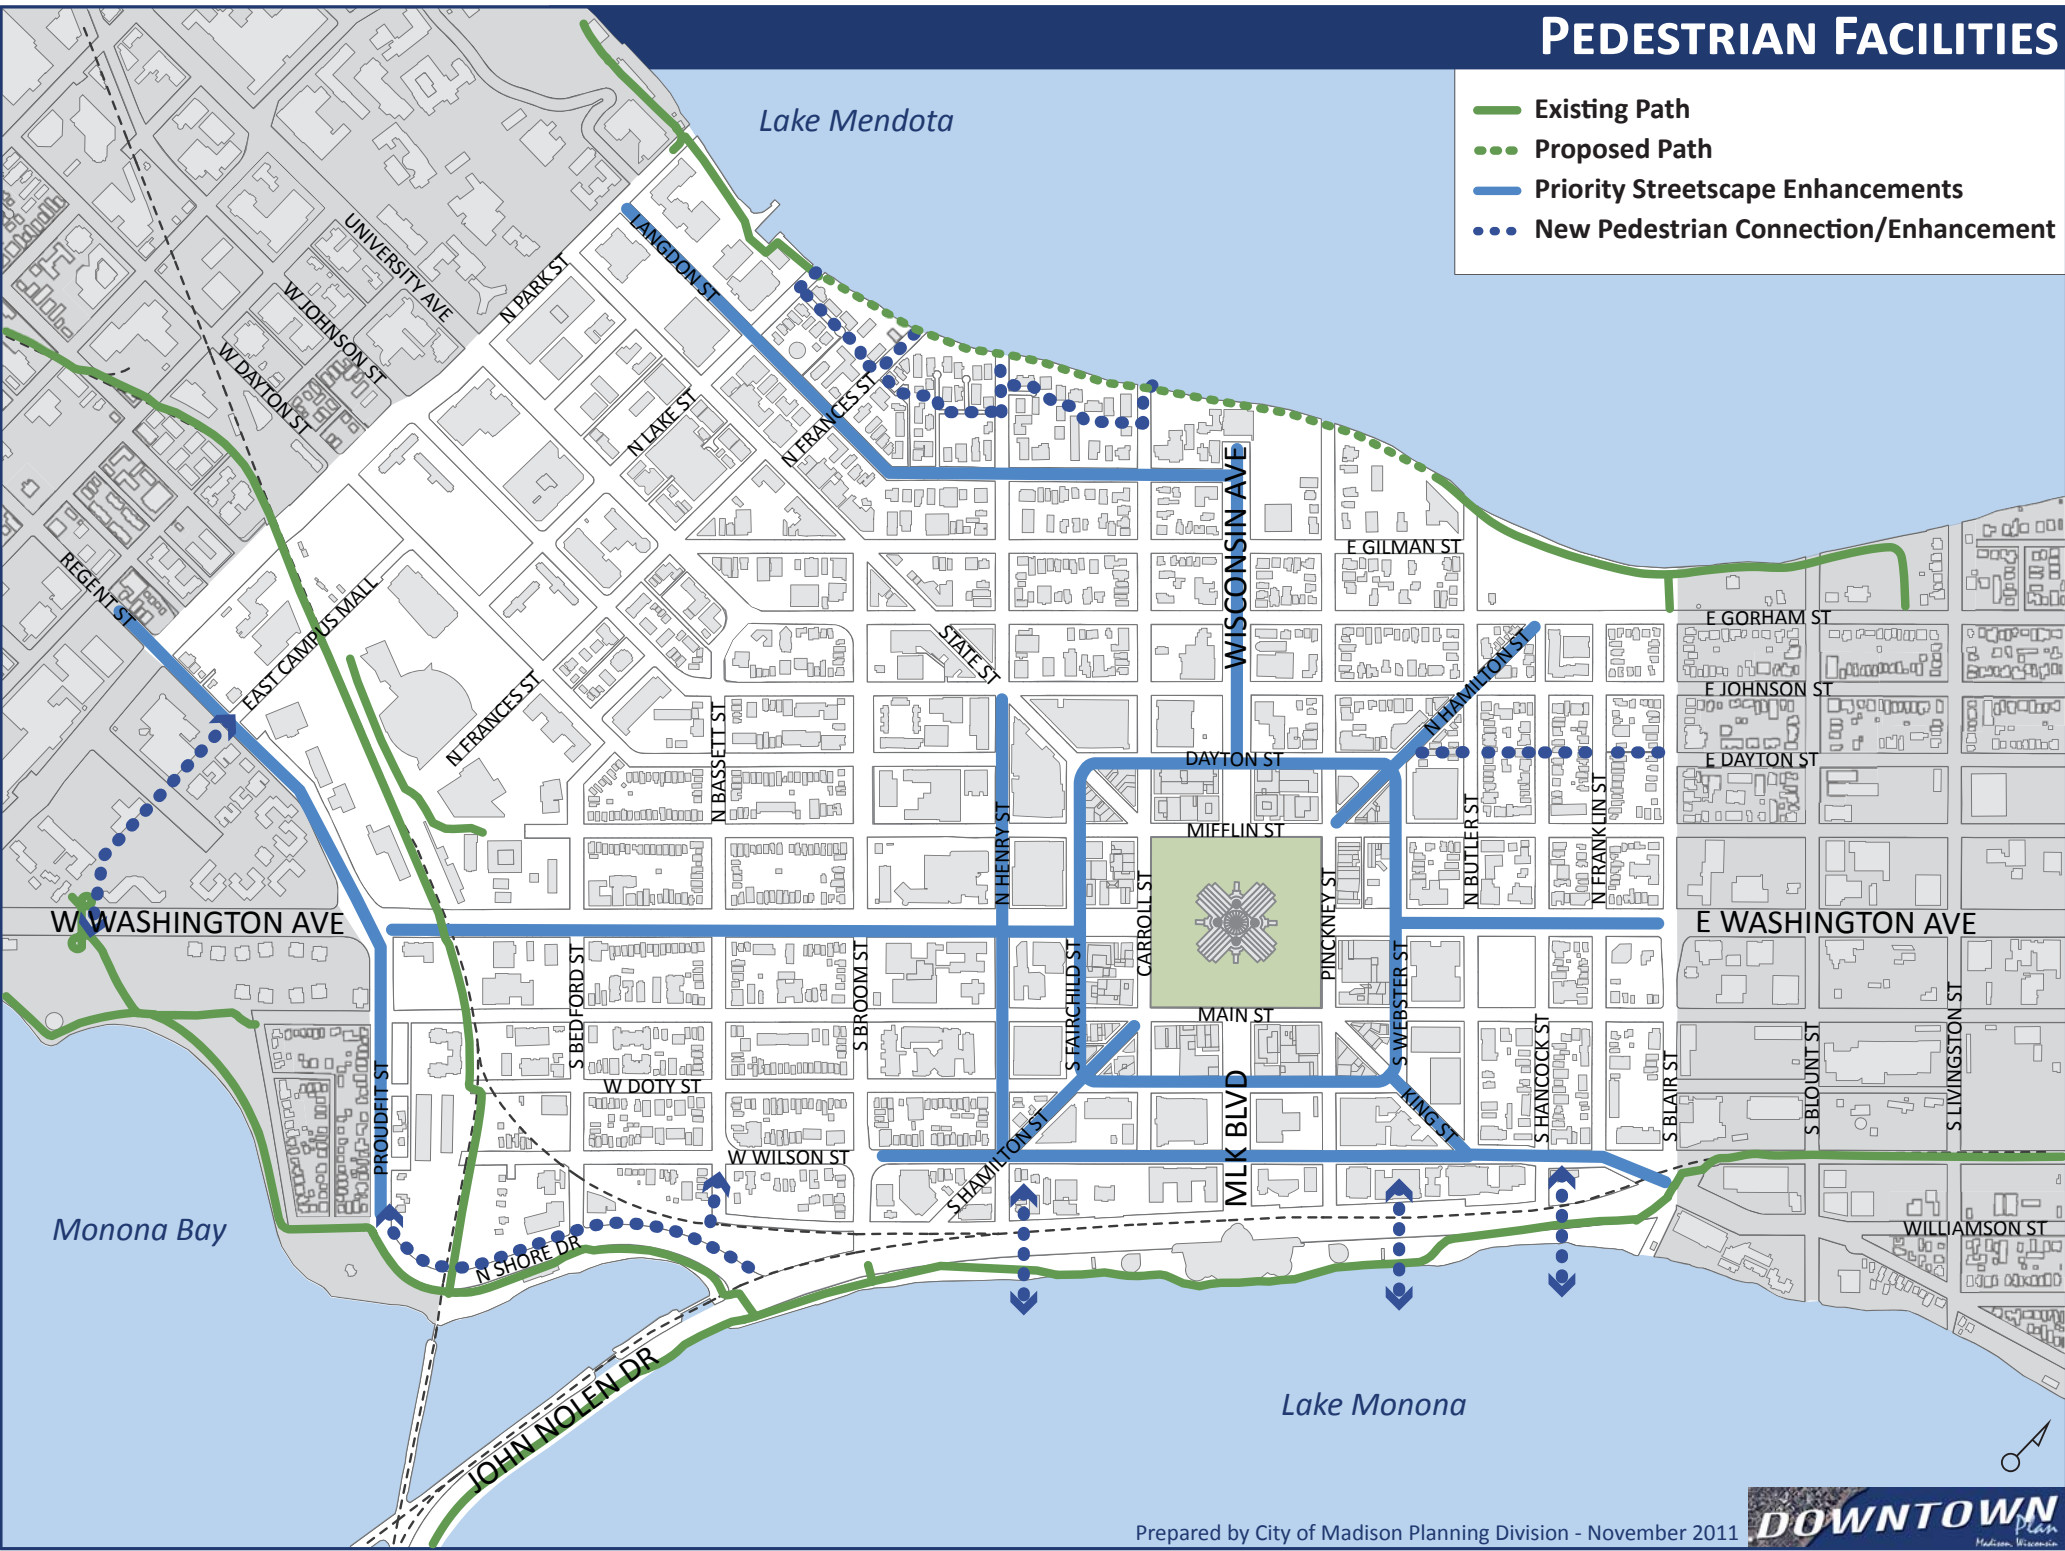 PEDESTRIAN FACILITIES
Existing Path
Proposed Path
Priority Streetscape Enhancements
New Pedestrian Connection/Enhancement
Lake Mendota
LANGDON ST
UNIVERSITY AVE
N PARK ST
W JOHNSON ST
W DAYTON ST
N LAKE ST
N FRANCES ST
WISCONSIN AVE
E GILMAN ST
REGENT ST
EAST CAMPUS MALL
STATE ST
E GORHAM ST
N HAMILTON ST
E JOHNSON ST
N FRANCES ST
N BASSETT ST
DAYTON ST
E DAYTON ST
N HENRY ST
MIFFLIN ST
N BUTLER ST
N FRANKLIN ST
CARROLL ST
PINCKNEY ST
W WASHINGTON AVE
E WASHINGTON AVE
S BEDFORD ST
S BROOM ST
S FAIRCHILD ST
S WEBSTER ST
MAIN ST
S HANCOCK ST
S BLAIR ST
S BLOUNT ST
S LIVINGSTON ST
PROUDFIT ST
W DOTY ST
MLK BLVD
KING ST
W WILSON ST
S HAMILTON ST
Monona Bay
N SHORE DR
WILLIAMSON ST
JOHN NOLEN DR
Lake Monona
Prepared by City of Madison Planning Division - November 2011
DOWNTOWN
Plan
Madison, Wisconsin